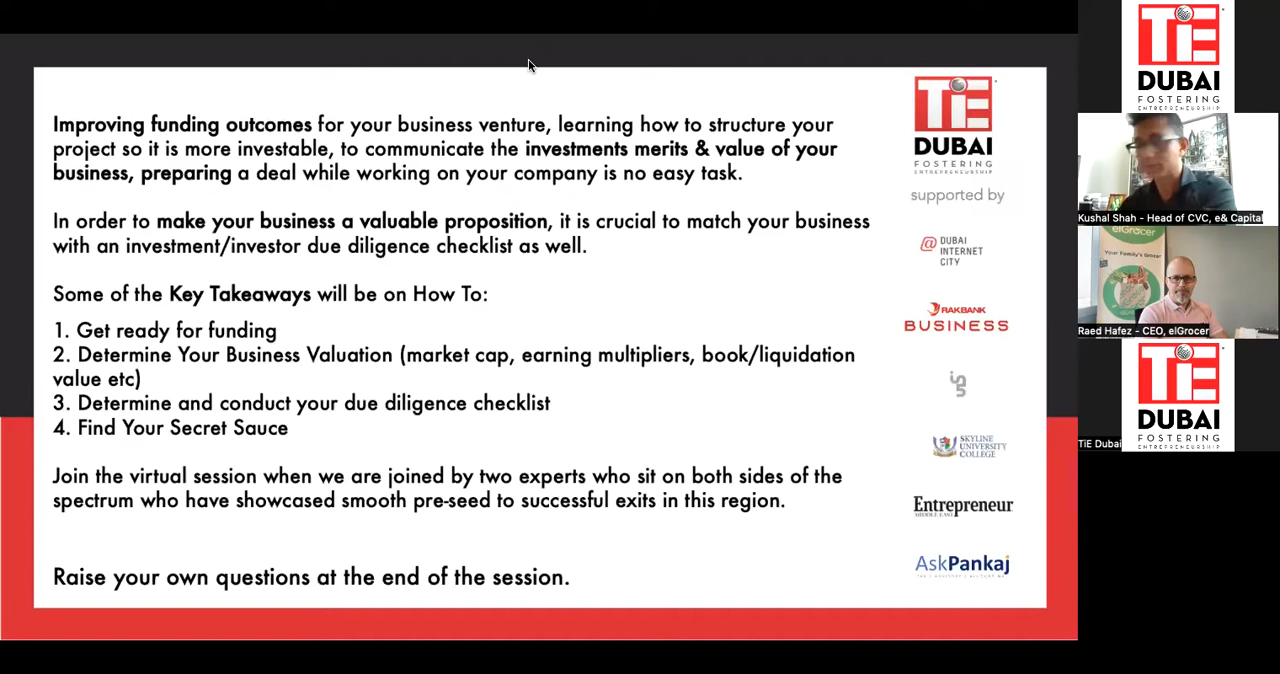 Improving funding outcomes for your business venture, learning how to structure your
project so it is more investable, to communicate the investments merits & value of your
business, preparing a deal while working on your company is no easy task.
In order to make your business a valuable proposition, it is crucial to match your business
with an investment/investor due diligence checklist as well.
Some of the Key Takeaways will be on How To:
1. Get ready for funding
2. Determine Your Business Valuation (market cap, earning multipliers, book/liquidation
value etc)
3. Determine and conduct your due diligence checklist
4. Find Your Secret Sauce
Join the virtual session when we are joined by two experts who sit on both sides of the
spectrum who have showcased smooth pre-seed to successful exits in this region.
Raise your own questions at the end of the session.
TiE
DUBAI
FOSTERING
ENTREPRENEURSHIP
supported by
@ DUBAI
INTERNET
CITY
RAKBANK
BUSINESS
SKYLINE
UNIVERSITY
COLLEGE
Entrepreneur
MIDDLE EAST
AskPankaj
TiE
DUBAI
FOSTERING
ENTREPRENEURSHIP
Kushal Shah - Head of CVC, e& Capital
elGrocer
Your Family's Grocer
Raed Hafez - CEO, elGrocer
TiE
DUBAI
FOSTERING
ENTREPRENEURSHIP
TiE Dubai